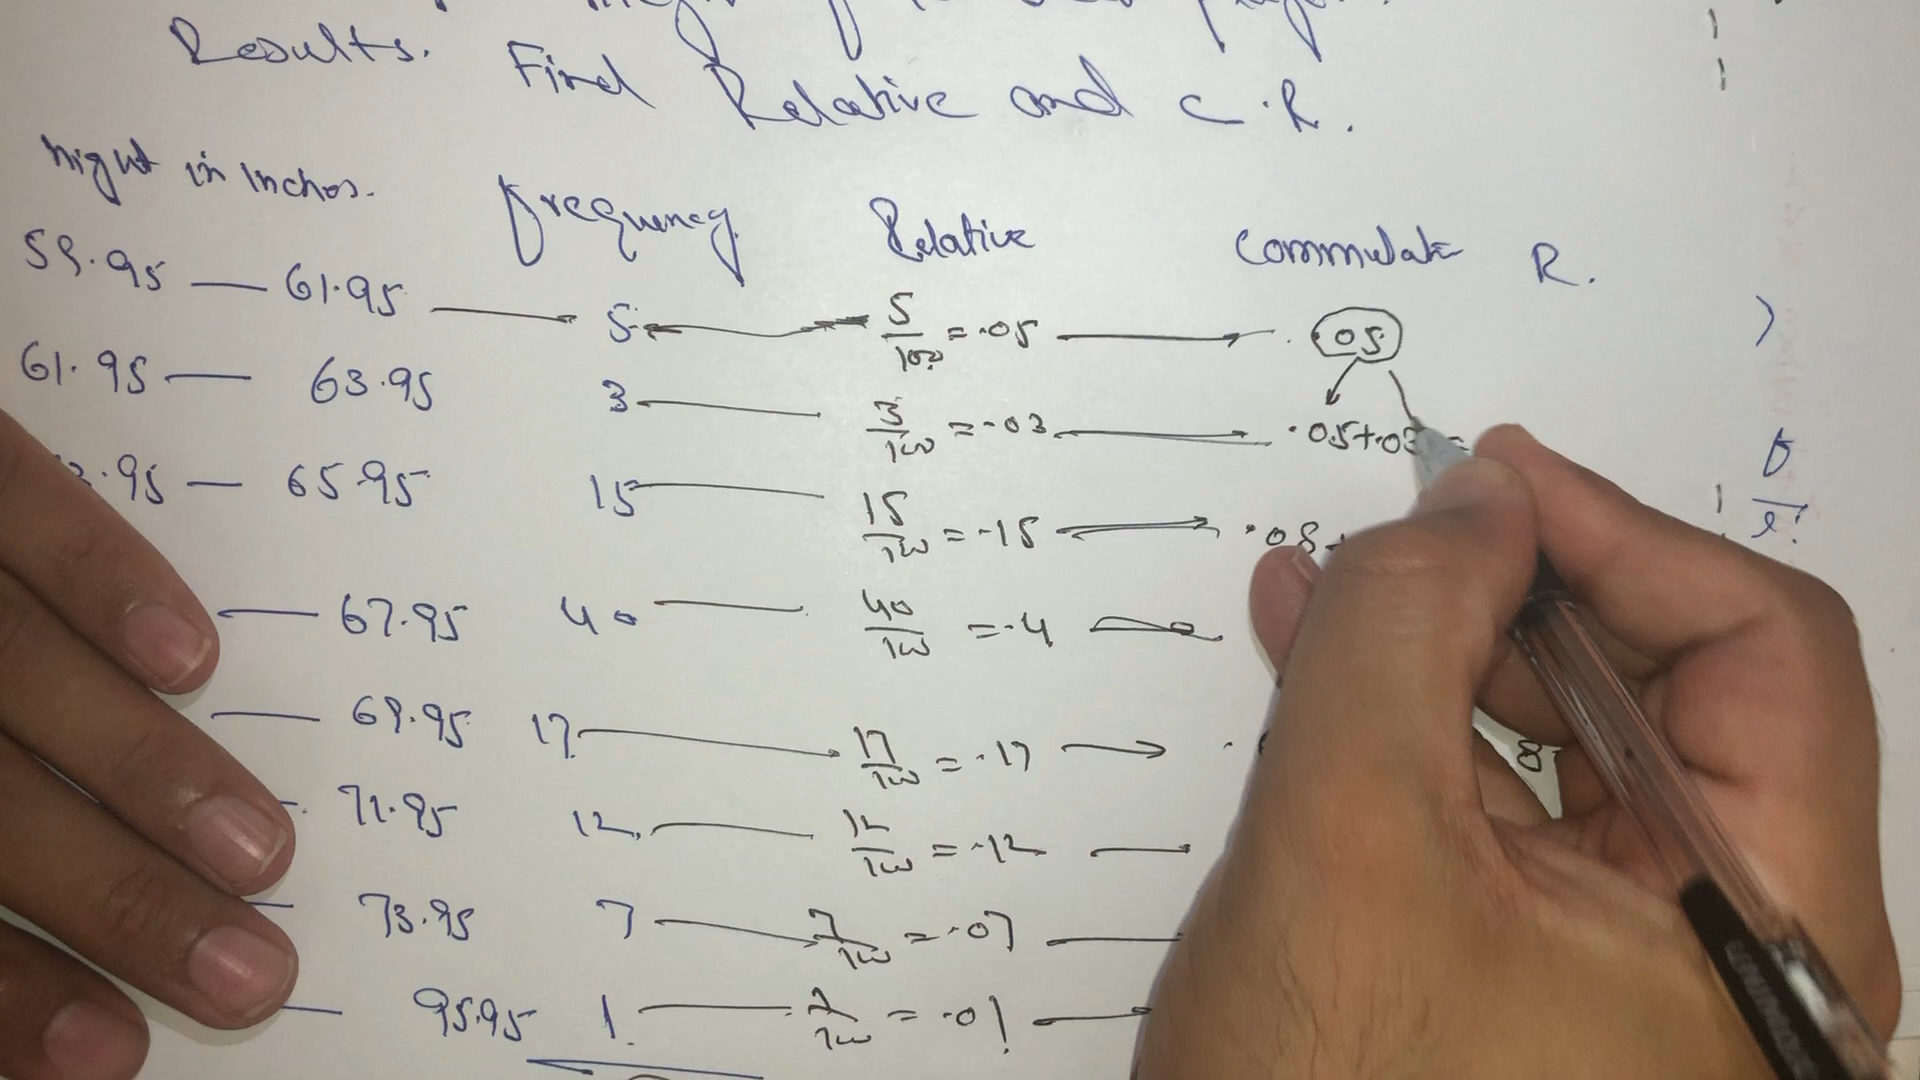 Results. Find Relative and C.R.
hight in Inches. frequency Relative Commulate R.
59.95 — 61.95 5 5/100 = .05 .05
61.95 — 63.95 3 3/100 = .03 .05+.03 =
3.95 — 65.95 15 15/100 = .15 .08+
— 67.95 40 40/100 = .4
— 69.95 17 17/100 = .17
71.95 12 12/100 = .12
73.95 7 7/100 = .07
— 95.95 1 1/100 = .01